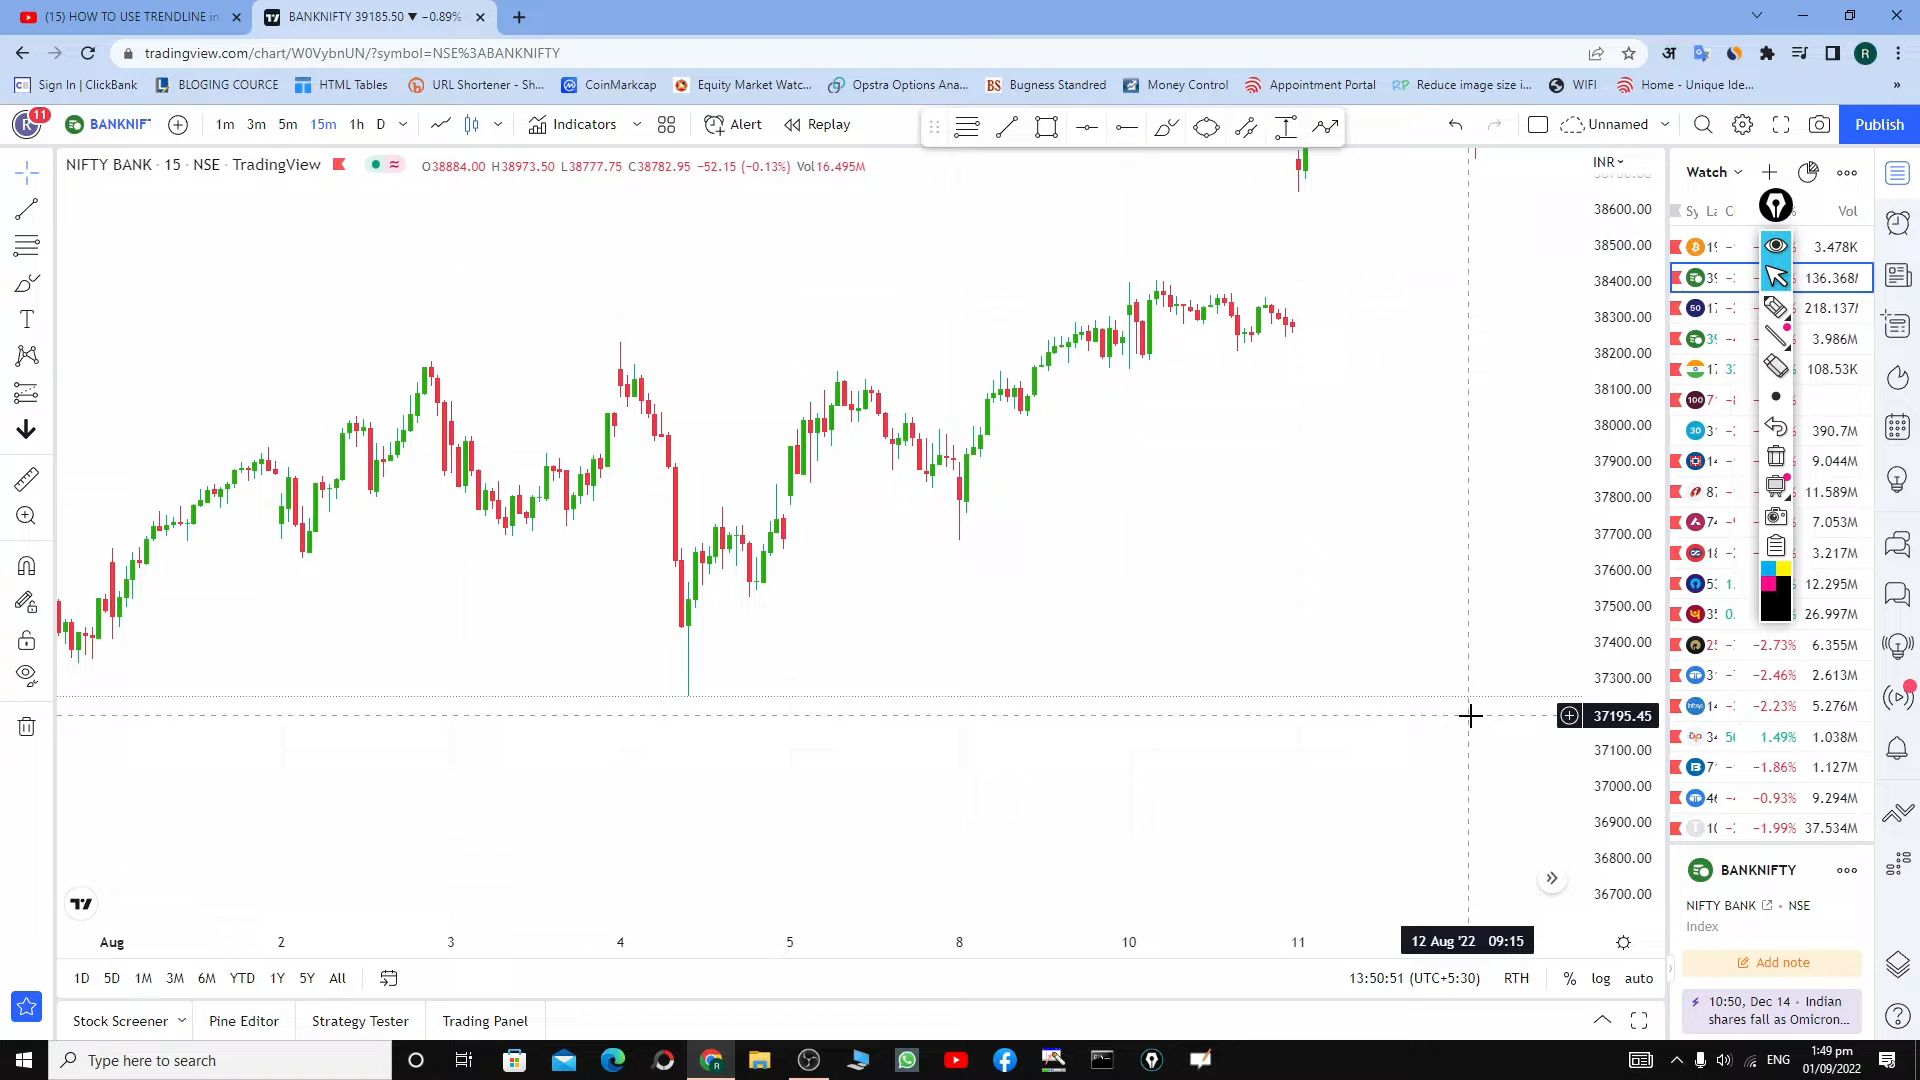 (15) HOW TO USE TRENDLINE in
BANKNIFTY 39185.50 ▼ −0.89%
tradingview.com/chart/W0VybnUN/?symbol=NSE%3ABANKNIFTY
Sign In | ClickBank
BLOGING COURCE
HTML Tables
URL Shortener - Sh...
CoinMarkcap
Equity Market Watc...
Opstra Options Ana...
Bugness Standred
Money Control
Appointment Portal
Reduce image size i...
WIFI
Home - Unique Ide...
11
BANKNIF
1m 3m 5m 15m 1h D
Indicators
Alert
Replay
Unnamed
Publish
NIFTY BANK · 15 · NSE · TradingView
O38884.00 H38973.50 L38777.75 C38782.95 −52.15 (−0.13%) Vol16.495M
INR
38600.00
38500.00
38400.00
38300.00
38200.00
38100.00
38000.00
37900.00
37800.00
37700.00
37600.00
37500.00
37400.00
37300.00
37195.45
37100.00
37000.00
36900.00
36800.00
36700.00
Watch
Vol
3.478K
136.368
218.137
3.986M
108.53K
390.7M
9.044M
11.589M
7.053M
3.217M
12.295M
26.997M
−2.73% 6.355M
−2.46% 2.613M
−2.23% 5.276M
1.49% 1.038M
−1.86% 1.127M
−0.93% 9.294M
−1.99% 37.534M
BANKNIFTY
NIFTY BANK · NSE
Index
Add note
10:50, Dec 14 · Indian
shares fall as Omicron...
Aug 2 3 4 5 8 10 11
12 Aug '22 09:15
1D 5D 1M 3M 6M YTD 1Y 5Y All
13:50:51 (UTC+5:30) RTH % log auto
Stock Screener
Pine Editor
Strategy Tester
Trading Panel
Type here to search
ENG
1:49 pm
01/09/2022